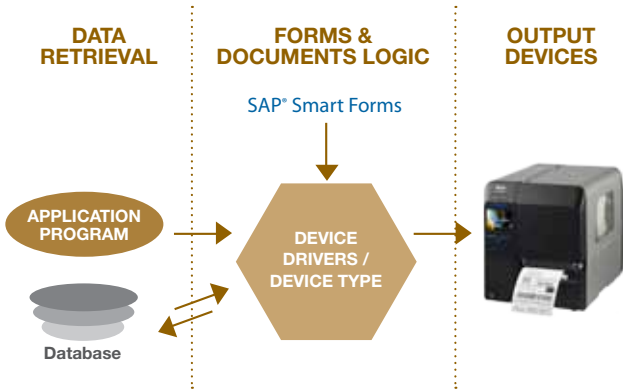 DATA
RETRIEVAL
FORMS &
DOCUMENTS LOGIC
OUTPUT
DEVICES
SAP® Smart Forms
APPLICATION
PROGRAM
DEVICE
DRIVERS /
DEVICE TYPE
Database